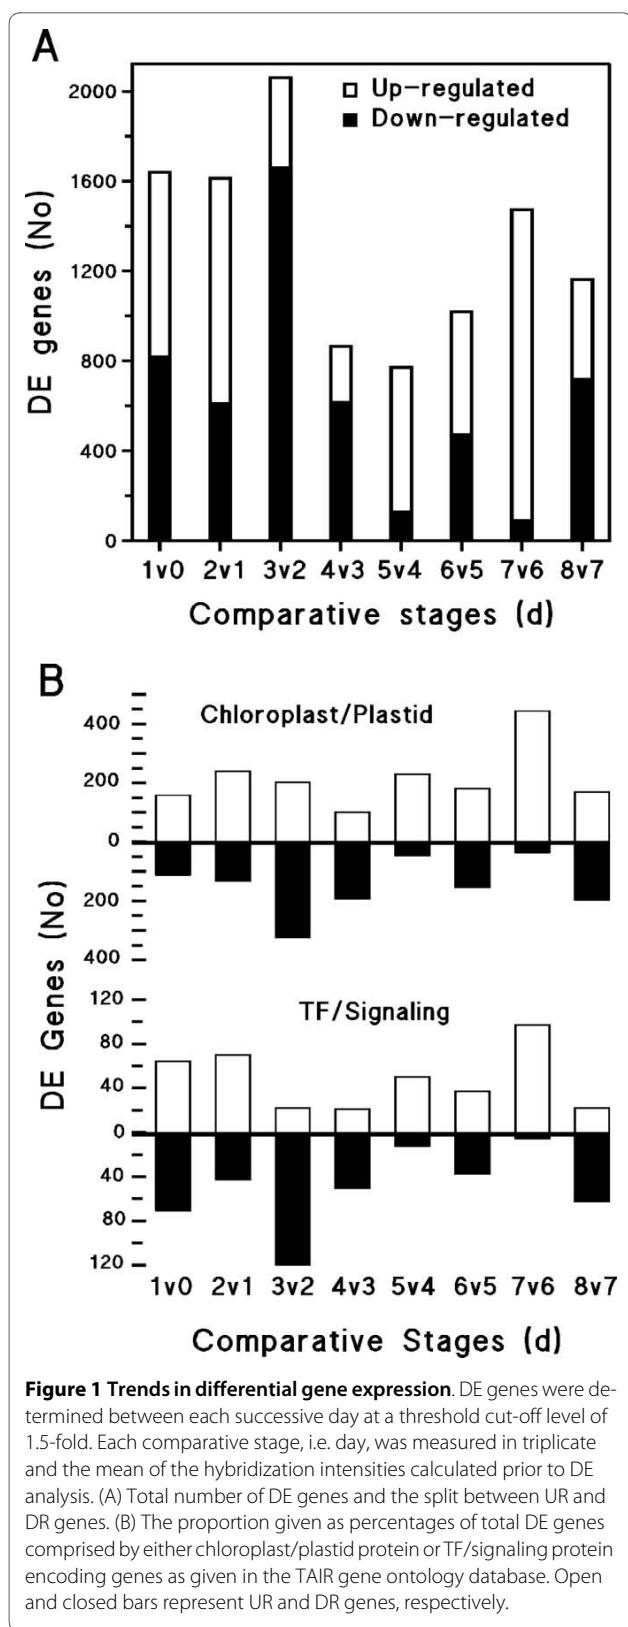 A
Up-regulated
Down-regulated
DE genes (No)
2000
1600
1200
800
400
0
1v0 2v1 3v2 4v3 5v4 6v5 7v6 8v7
Comparative stages (d)
B
Chloroplast/Plastid
DE Genes (No)
400
200
0
200
400
TF/Signaling
120
80
40
0
40
80
120
1v0 2v1 3v2 4v3 5v4 6v5 7v6 8v7
Comparative Stages (d)
Figure 1 Trends in differential gene expression. DE genes were de-
termined between each successive day at a threshold cut-off level of
1.5-fold. Each comparative stage, i.e. day, was measured in triplicate
and the mean of the hybridization intensities calculated prior to DE
analysis. (A) Total number of DE genes and the split between UR and
DR genes. (B) The proportion given as percentages of total DE genes
comprised by either chloroplast/plastid protein or TF/signaling protein
encoding genes as given in the TAIR gene ontology database. Open
and closed bars represent UR and DR genes, respectively.